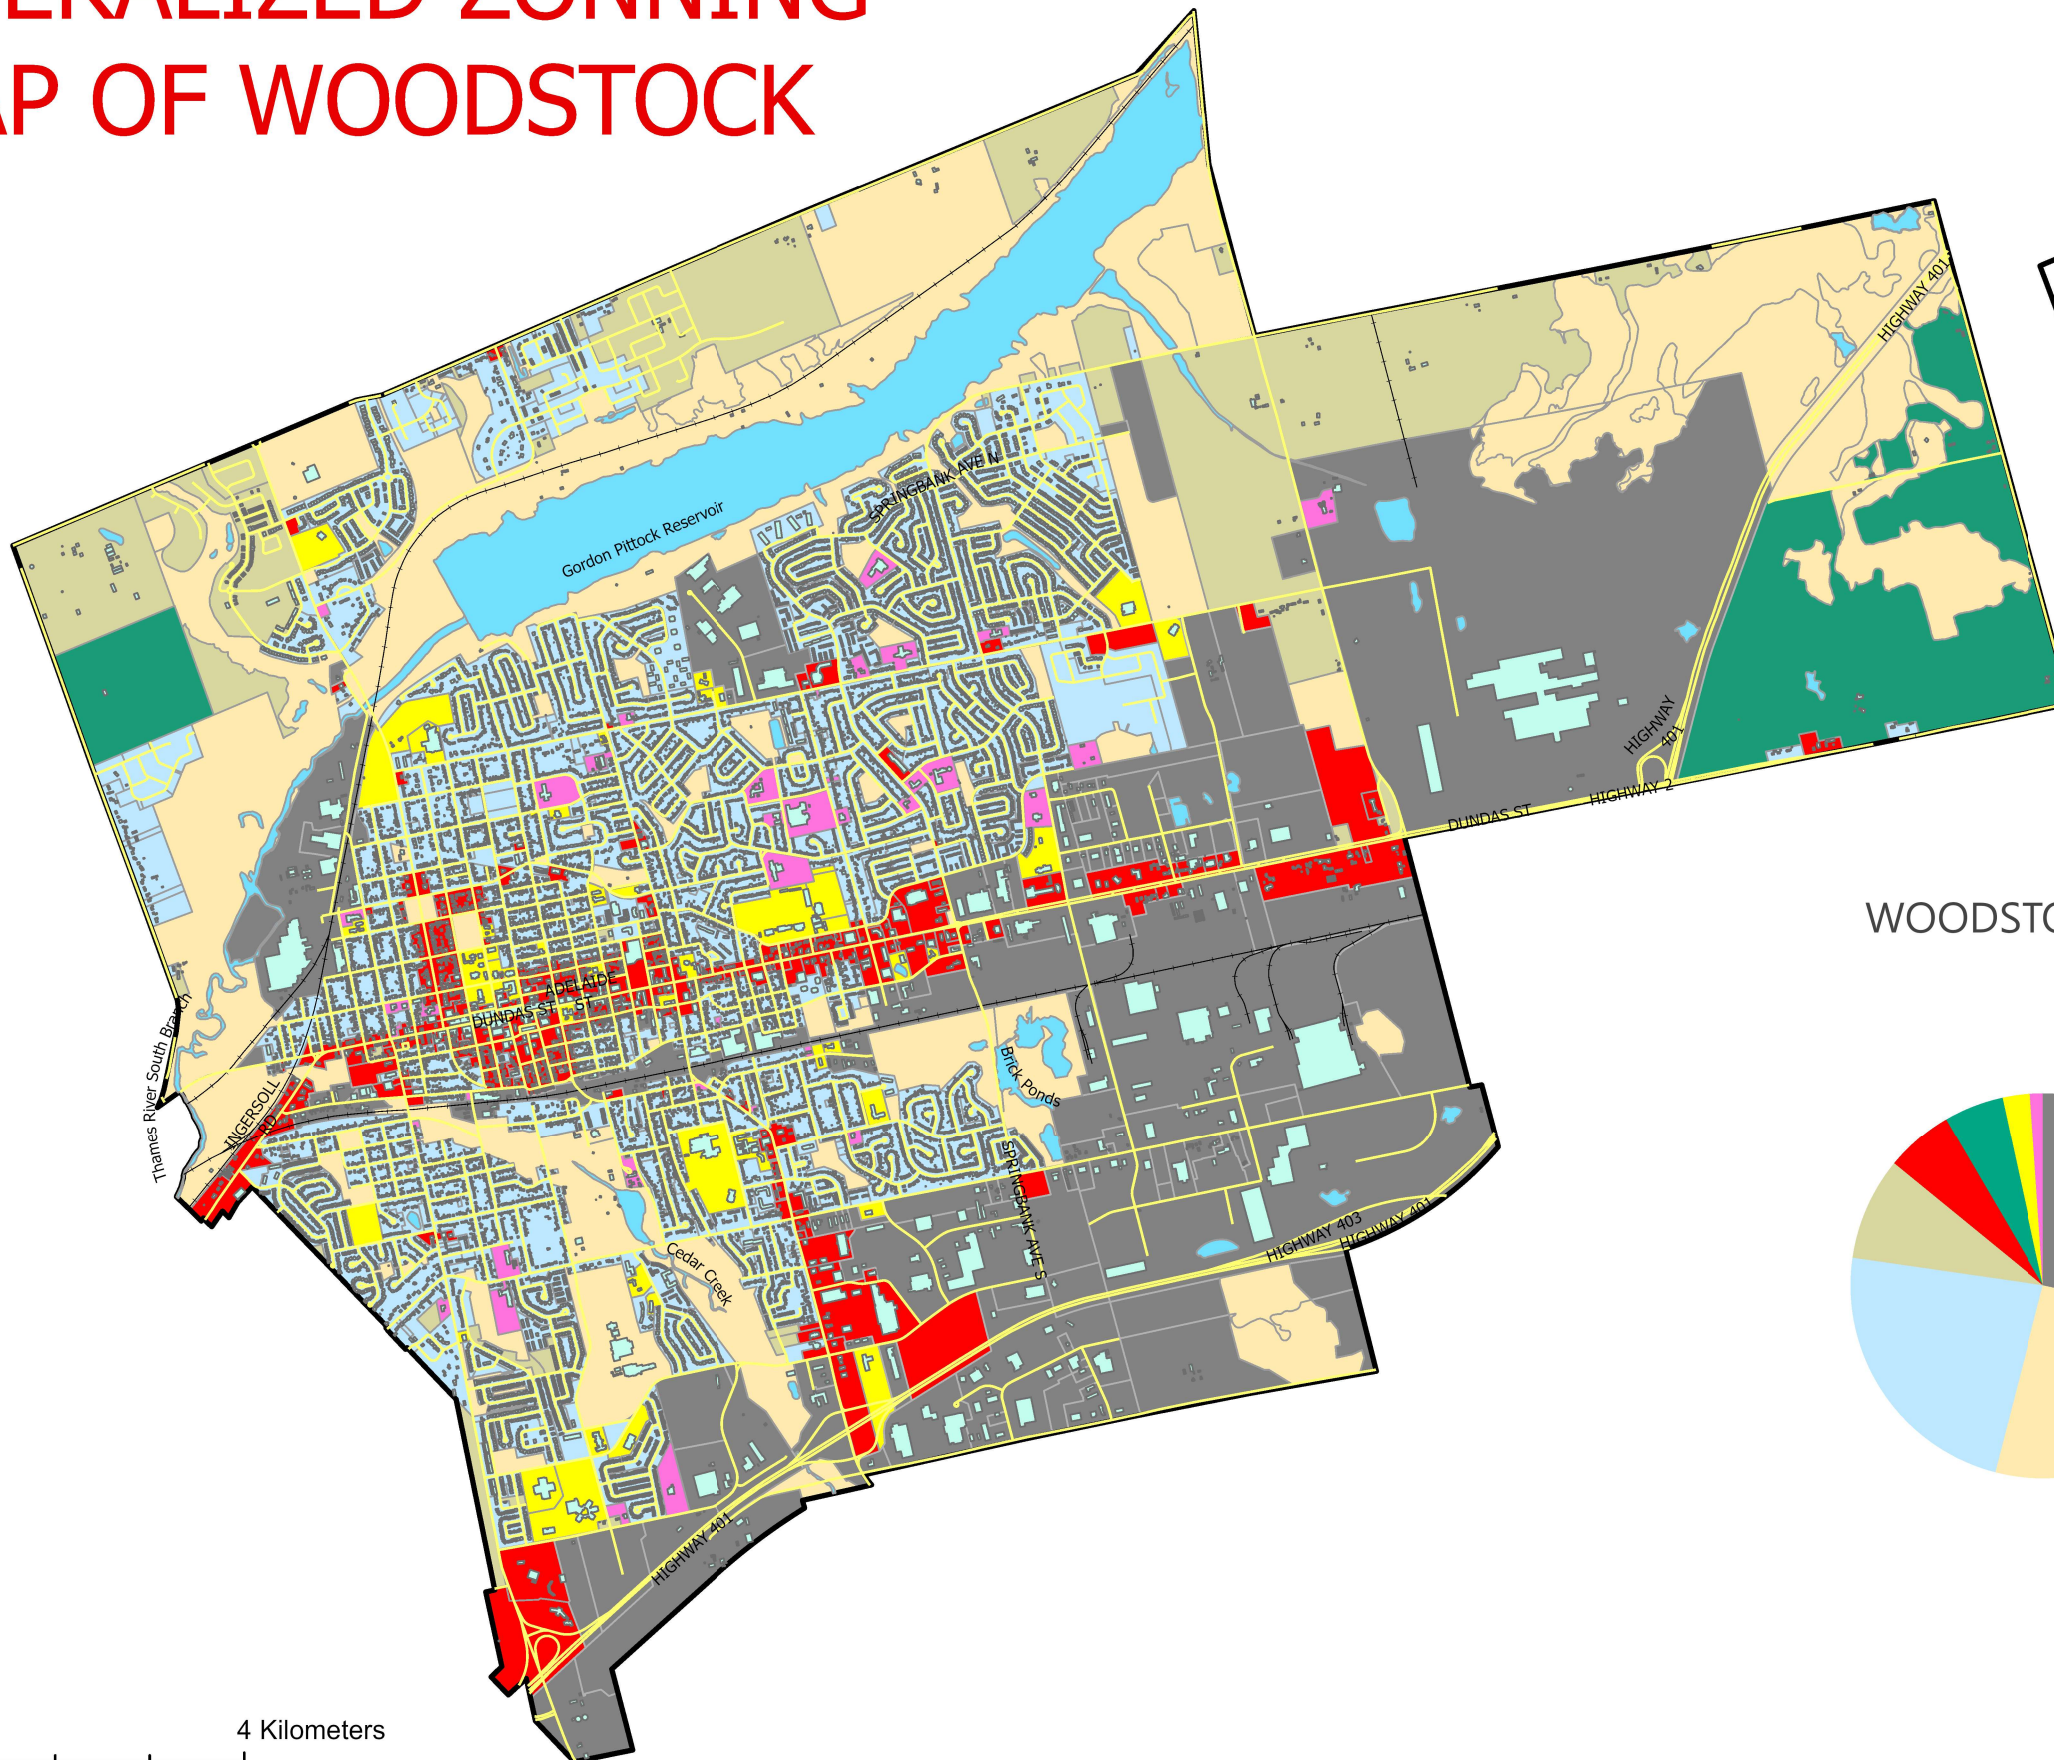 ERALIZED ZONNING
AP OF WOODSTOCK
HIGHWAY 401
SPRINGBANK AVE N
Gordon Pittock Reservoir
HIGHWAY
401
HIGHWAY 2
DUNDAS ST
WOODSTO
ADELAIDE
ST
DUNDAS ST
Thames River South Branch
INGERSOLL
RD
Brick Ponds
SPRINGBANK AVE S
HIGHWAY 403
HIGHWAY 401
Cedar Creek
HIGHWAY 401
4 Kilometers